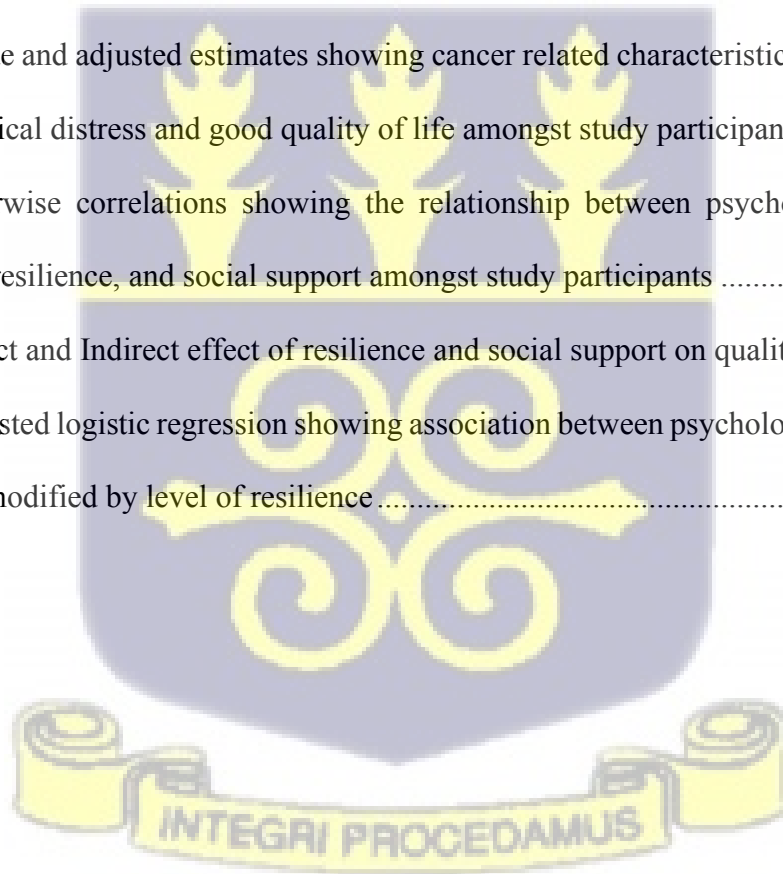 e and adjusted estimates showing cancer related characteristic
ical distress and good quality of life amongst study participan
rwise correlations showing the relationship between psych
resilience, and social support amongst study participants ........
ct and Indirect effect of resilience and social support on qualit
sted logistic regression showing association between psycholo
modified by level of resilience ..................................................
INTEGRI PROCEDAMUS